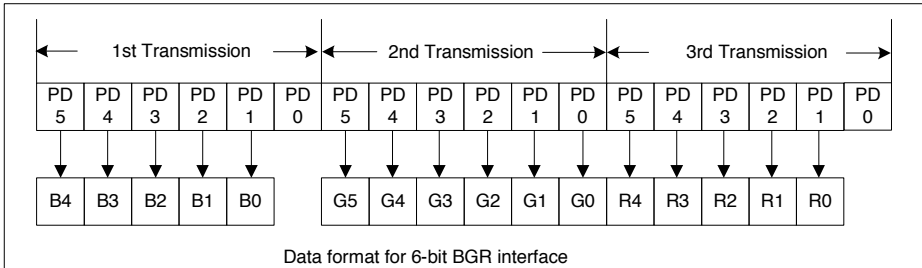 1st Transmission 2nd Transmission 3rd Transmission
PD PD PD PD PD PD PD PD PD PD PD PD PD PD PD PD PD PD
5 4 3 2 1 0 5 4 3 2 1 0 5 4 3 2 1 0
B4 B3 B2 B1 B0 G5 G4 G3 G2 G1 G0 R4 R3 R2 R1 R0
Data format for 6-bit BGR interface